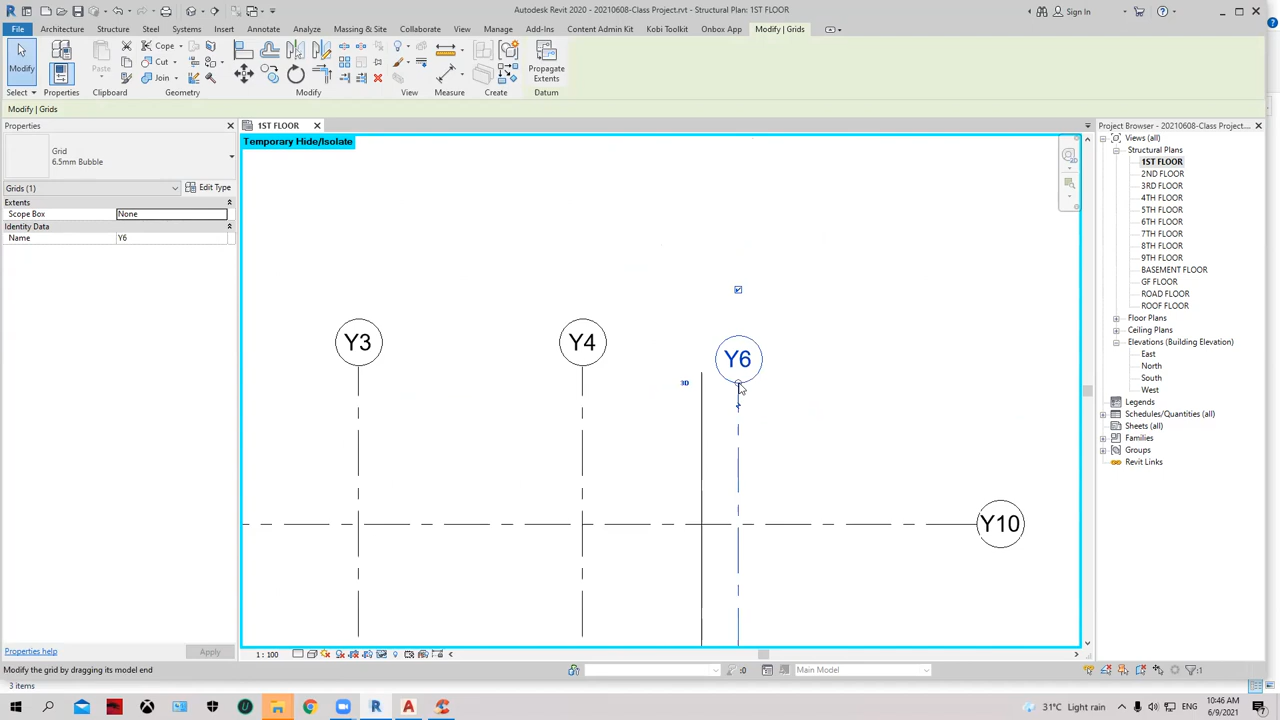 Autodesk Revit 2020 - 20210608-Class Project.rvt - Structural Plan: 1ST FLOOR
Sign In
File Architecture Structure Steel Systems Insert Annotate Analyze Massing & Site Collaborate View Manage Add-Ins Content Admin Kit Kobi Toolkit Onbox App Modify | Grids
Modify Paste Cope Cut Join Propagate Extents
Select Properties Clipboard Geometry Modify View Measure Create Datum
Modify | Grids
Properties
1ST FLOOR
Project Browser - 20210608-Class Project....
Grid
6.5mm Bubble
Grids (1) Edit Type
Extents
Scope Box None
Identity Data
Name Y6
Properties help Apply
Temporary Hide/Isolate
Y3
Y4
Y6
3D
Y10
Views (all)
Structural Plans
1ST FLOOR
2ND FLOOR
3RD FLOOR
4TH FLOOR
5TH FLOOR
6TH FLOOR
7TH FLOOR
8TH FLOOR
9TH FLOOR
BASEMENT FLOOR
GF FLOOR
ROAD FLOOR
ROOF FLOOR
Floor Plans
Ceiling Plans
Elevations (Building Elevation)
East
North
South
West
Legends
Schedules/Quantities (all)
Sheets (all)
Families
Groups
Revit Links
1 : 100
Modify the grid by dragging its model end
:0
Main Model
:1
3 items
31°C Light rain
ENG
10:46 AM
6/9/2021